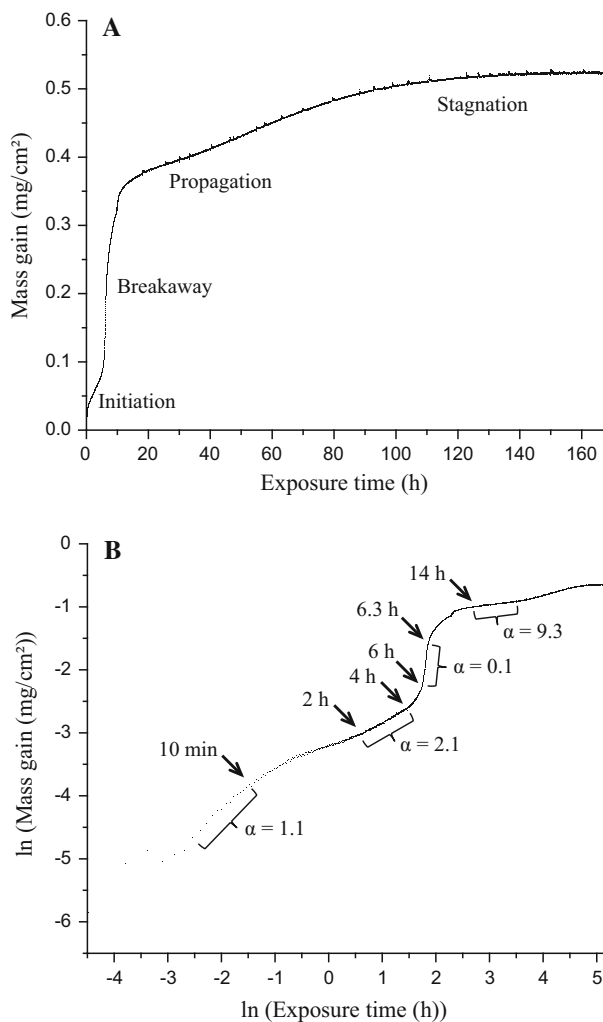 A
Mass gain (mg/cm²)
0.6
0.5
0.4
0.3
0.2
0.1
0.0
Stagnation
Propagation
Breakaway
Initiation
0 20 40 60 80 100 120 140 160
Exposure time (h)
B
ln (Mass gain (mg/cm²))
0
-1
-2
-3
-4
-5
-6
14 h
6.3 h
α = 9.3
6 h
α = 0.1
4 h
2 h
α = 2.1
10 min
α = 1.1
-4 -3 -2 -1 0 1 2 3 4 5
ln (Exposure time (h))